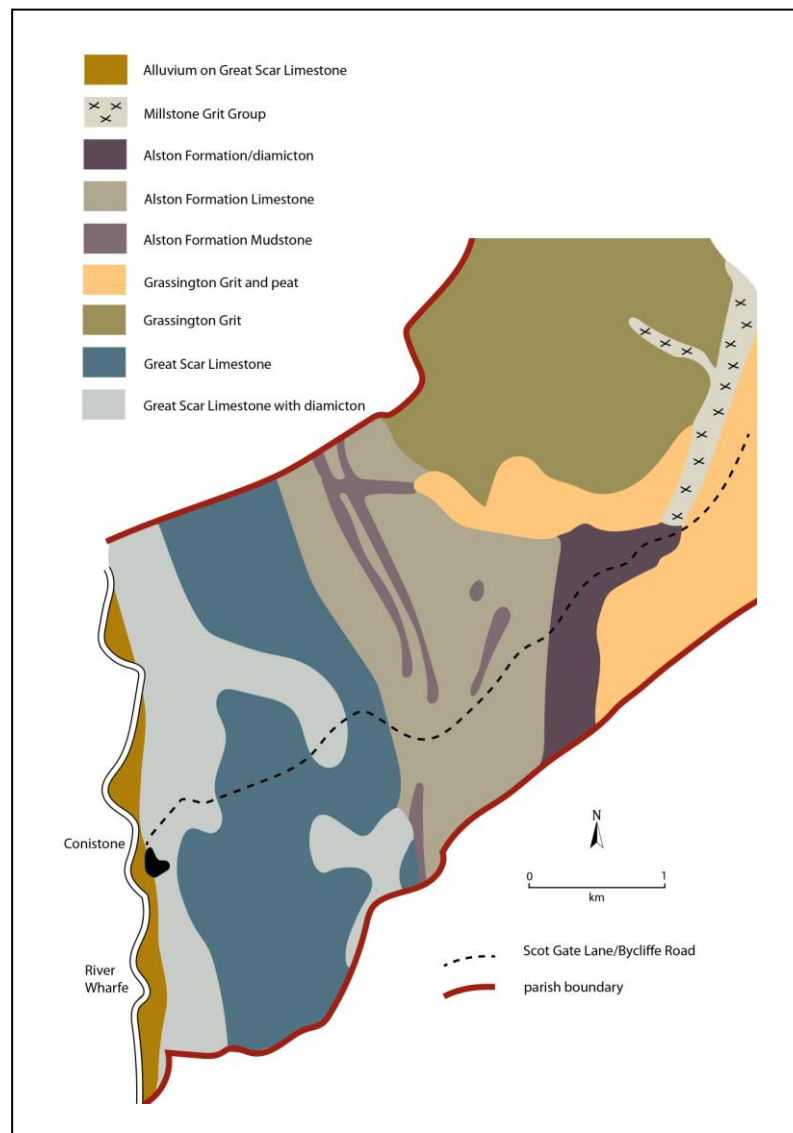 Alluvium on Great Scar Limestone
Millstone Grit Group
Alston Formation/diamicton
Alston Formation Limestone
Alston Formation Mudstone
Grassington Grit and peat
Grassington Grit
Great Scar Limestone
Great Scar Limestone with diamicton
Conistone
N
0 1
km
River
Wharfe
Scot Gate Lane/Bycliffe Road
parish boundary